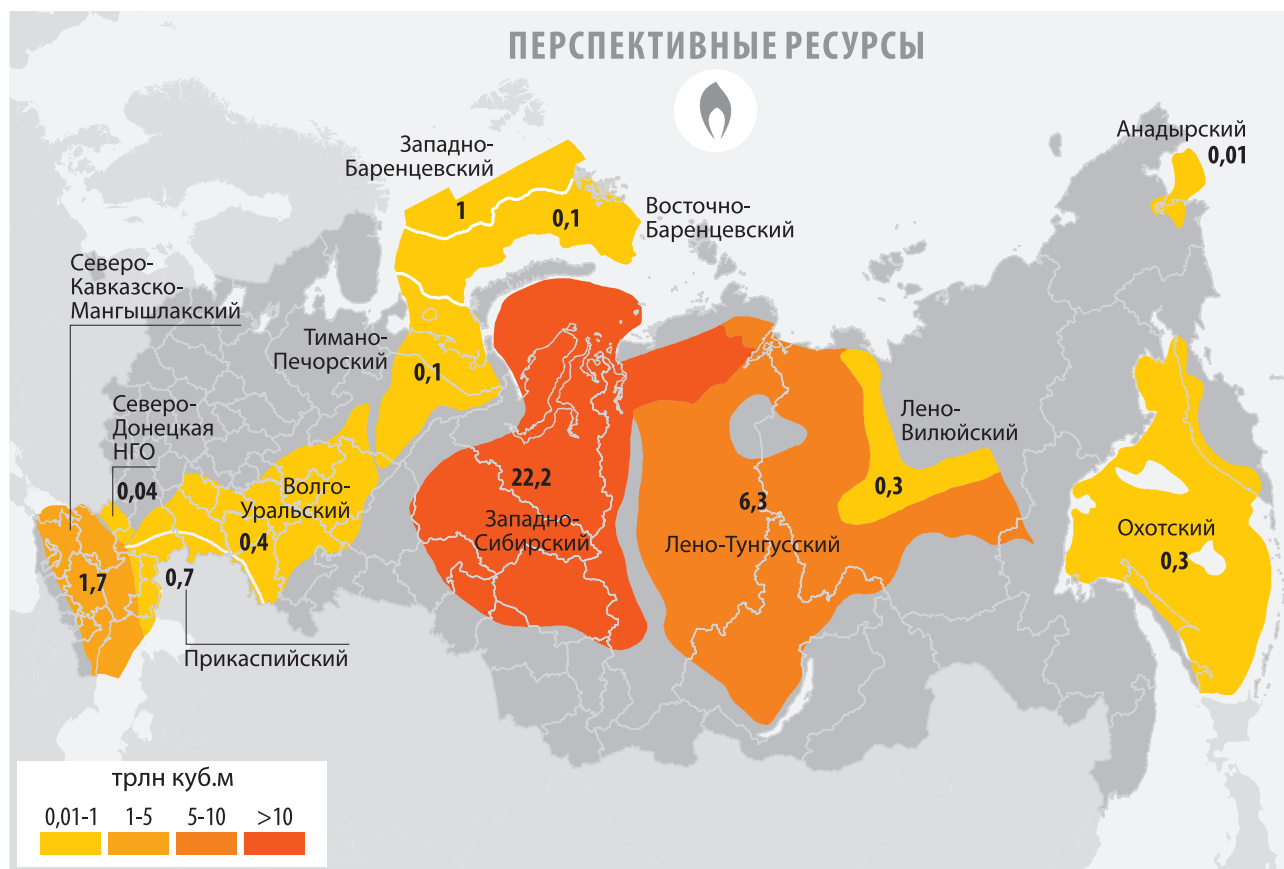 ПЕРСПЕКТИВНЫЕ РЕСУРСЫ
Анадырский
0,01
Западно-
Баренцевский
1
0,1
Восточно-
Баренцевский
Северо-
Кавказско-
Мангышлакский
Тимано-
Печорский
0,1
Северо-
Донецкая
НГО
0,04
Лено-
Вилюйский
0,3
Волго-
Уральский
0,4
22,2
Западно-
Сибирский
6,3
Лено-Тунгусский
Охотский
0,3
1,7
0,7
Прикаспийский
трлн куб.м
0,01-1 1-5 5-10 >10